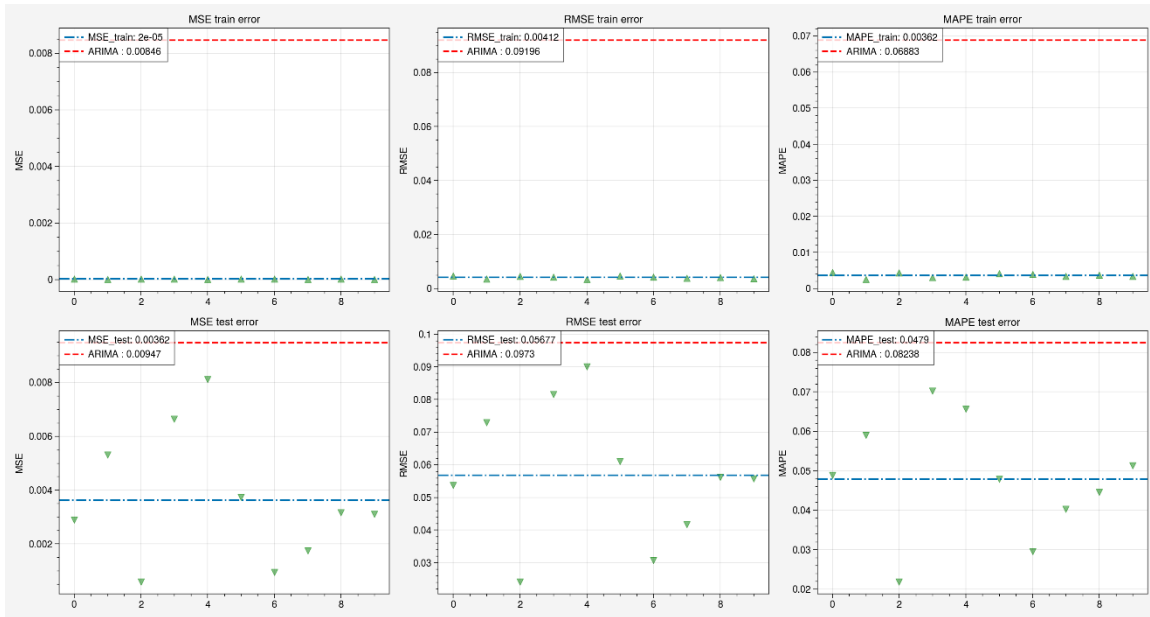 MSE train error
MSE_train: 2e-05
ARIMA : 0.00846
0.008
0.006
0.004
0.002
0
MSE
0 2 4 6 8
RMSE train error
RMSE_train: 0.00412
ARIMA : 0.09196
0.08
0.06
0.04
0.02
0
RMSE
0 2 4 6 8
MAPE train error
MAPE_train: 0.00362
ARIMA : 0.06883
0.07
0.06
0.05
0.04
0.03
0.02
0.01
0
MAPE
0 2 4 6 8
MSE test error
MSE_test: 0.00362
ARIMA : 0.00947
0.008
0.006
0.004
0.002
MSE
0 2 4 6 8
RMSE test error
RMSE_test: 0.05677
ARIMA : 0.0973
0.1
0.09
0.08
0.07
0.06
0.05
0.04
0.03
RMSE
0 2 4 6 8
MAPE test error
MAPE_test: 0.0479
ARIMA : 0.08238
0.08
0.07
0.06
0.05
0.04
0.03
0.02
MAPE
0 2 4 6 8